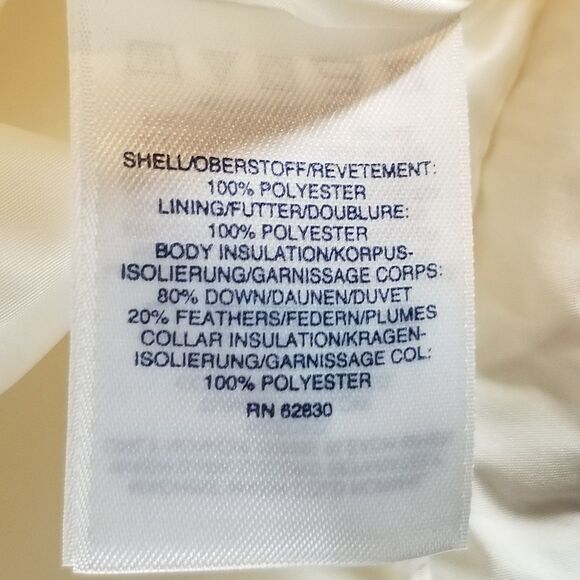 SHELL/OBERSTOFF/REVETEMENT:
100% POLYESTER
LINING/FUTTER/DOUBLURE:
100% POLYESTER
BODY INSULATION/KORPUS-
ISOLIERUNG/GARNISSAGE CORPS:
80% DOWN/DAUNEN/DUVET
20% FEATHERS/FEDERN/PLUMES
COLLAR INSULATION/KRAGEN-
ISOLIERUNG/GARNISSAGE COL:
100% POLYESTER
RN 62830